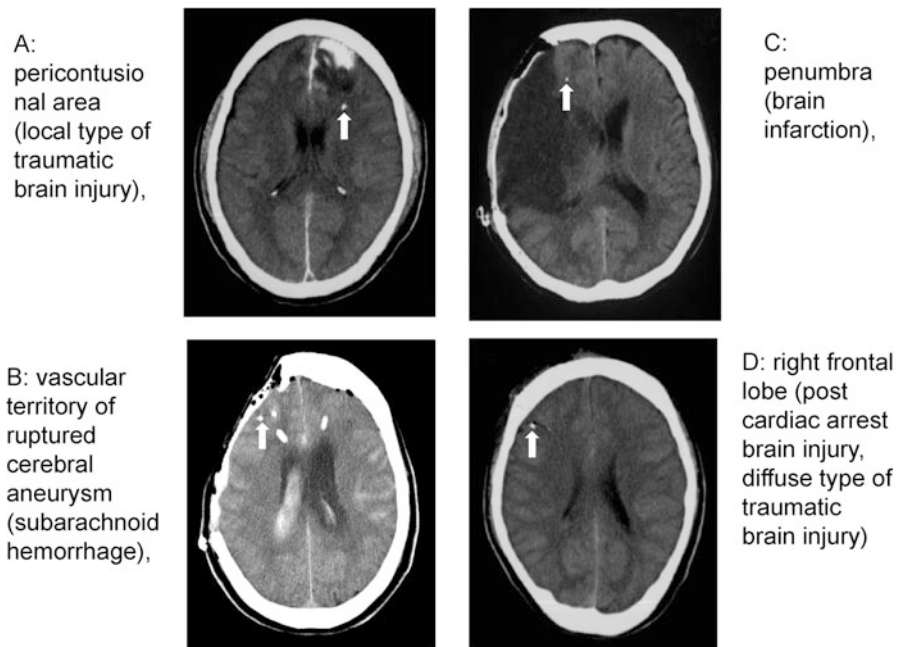 A:
pericontusio
nal area
(local type of
traumatic
brain injury),
C:
penumbra
(brain
infarction),
B: vascular
territory of
ruptured
cerebral
aneurysm
(subarachnoid
hemorrhage),
D: right frontal
lobe (post
cardiac arrest
brain injury,
diffuse type of
traumatic
brain injury)